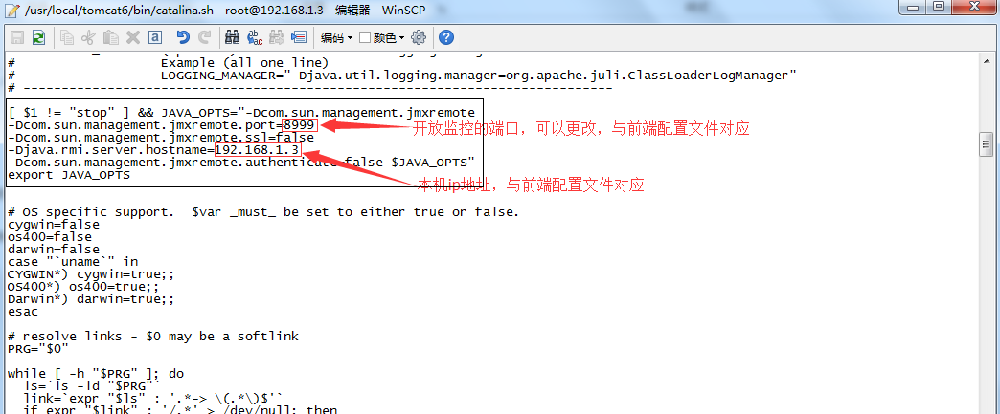 /usr/local/tomcat6/bin/catalina.sh - root@192.168.1.3 - 编辑器 - WinSCP
编码 颜色
# Example (all one line)
# LOGGING_MANAGER="-Djava.util.logging.manager=org.apache.juli.ClassLoaderLogManager"
# -----------------------------------------------------------------------------
[ $1 != "stop" ] && JAVA_OPTS="-Dcom.sun.management.jmxremote
-Dcom.sun.management.jmxremote.port=8999
开放监控的端口，可以更改，与前端配置文件对应
-Dcom.sun.management.jmxremote.ssl=false
-Djava.rmi.server.hostname=192.168.1.3
-Dcom.sun.management.jmxremote.authenticate=false $JAVA_OPTS"
export JAVA_OPTS
本机ip地址，与前端配置文件对应
# OS specific support.  $var _must_ be set to either true or false.
cygwin=false
os400=false
darwin=false
case "`uname`" in
CYGWIN*) cygwin=true;;
OS400*) os400=true;;
Darwin*) darwin=true;;
esac
# resolve links - $0 may be a softlink
PRG="$0"
while [ -h "$PRG" ]; do
ls=`ls -ld "$PRG"`
link=`expr "$ls" : '.*-> \(.*\)$'`
if expr "$link" : '/.*' > /dev/null; then